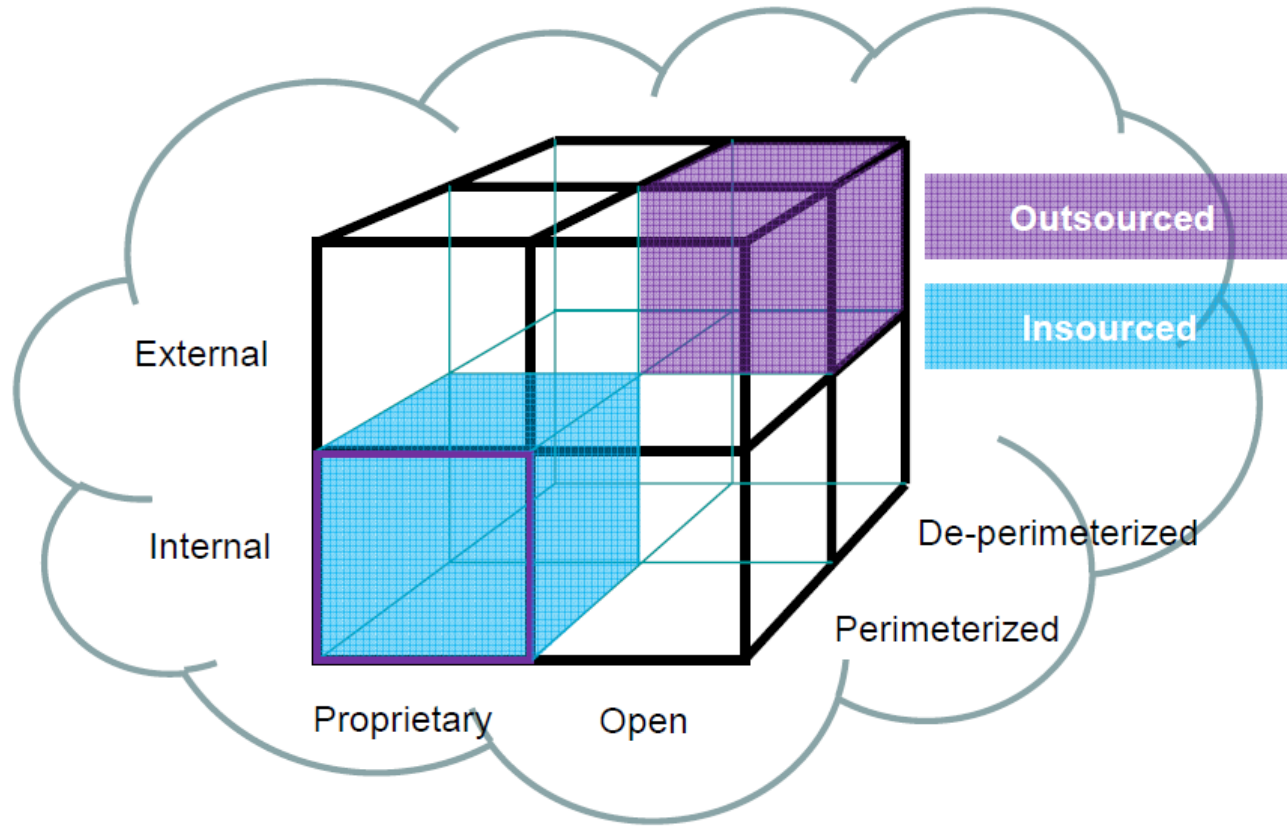 Outsourced
Insourced
External
Internal
De-perimeterized
Perimeterized
Proprietary
Open